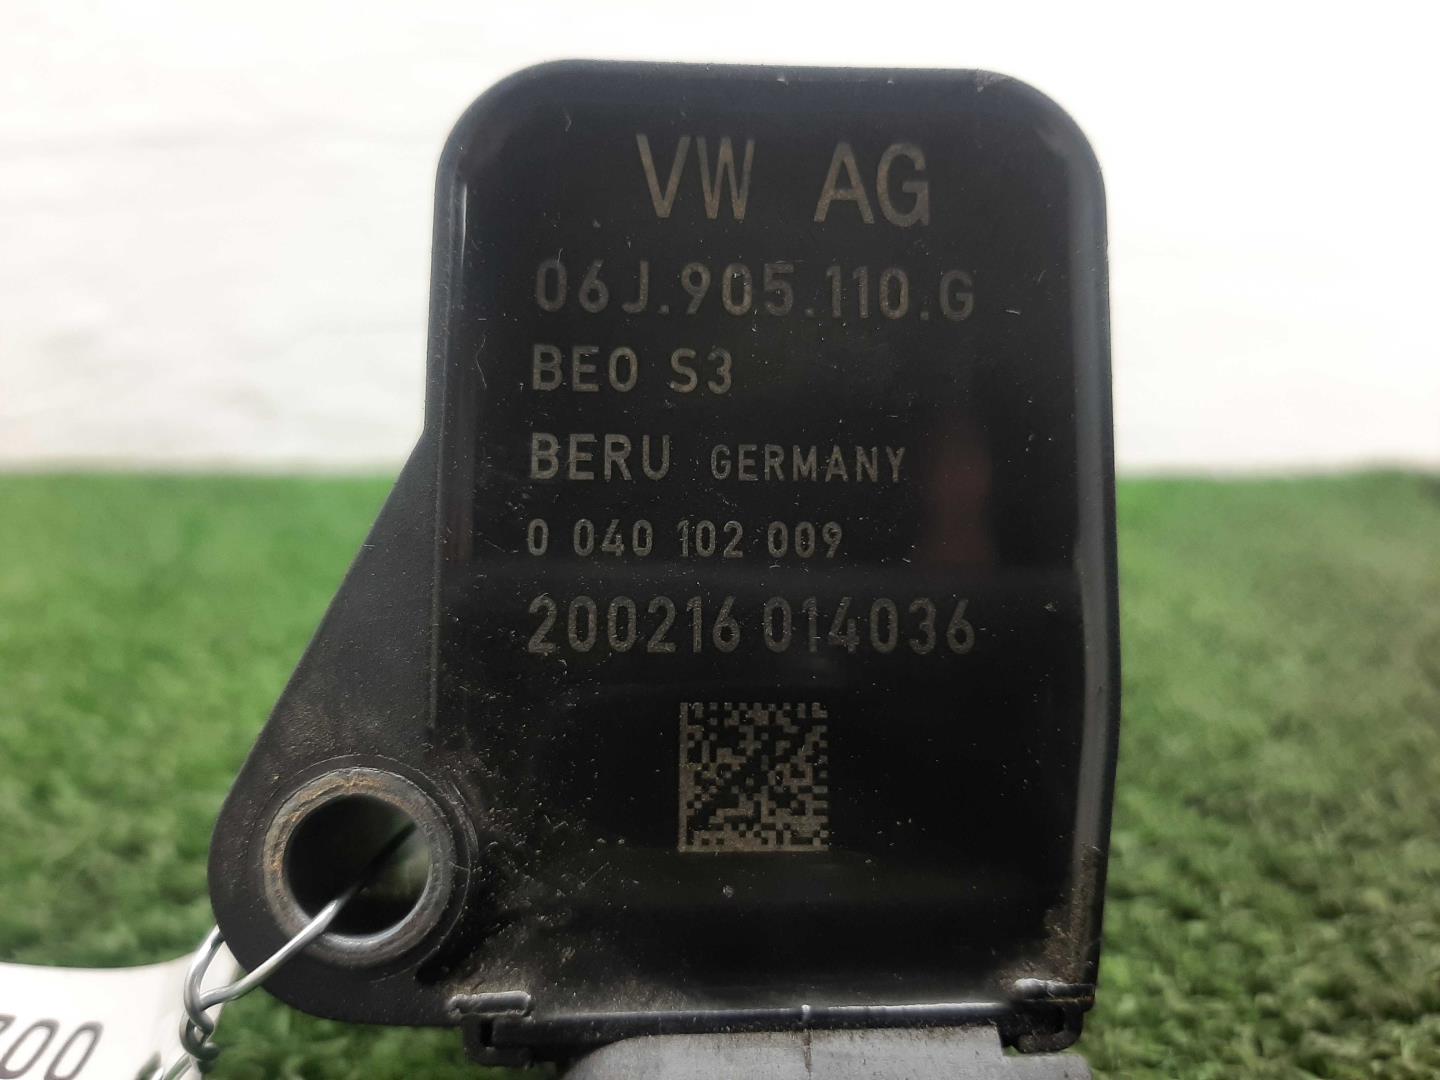 VW AG
06J.905.110.G
BEO S3
BERU GERMANY
0 040 102 009
200216 014036